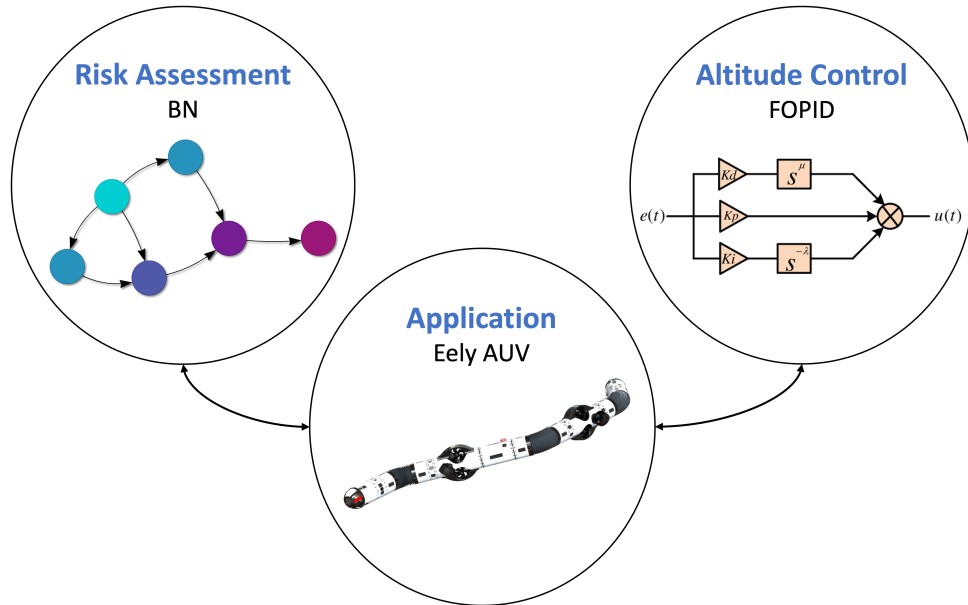 Risk Assessment
BN
Altitude Control
FOPID
Kd
s^μ
e(t)
Kp
u(t)
Ki
s^-λ
Application
Eely AUV